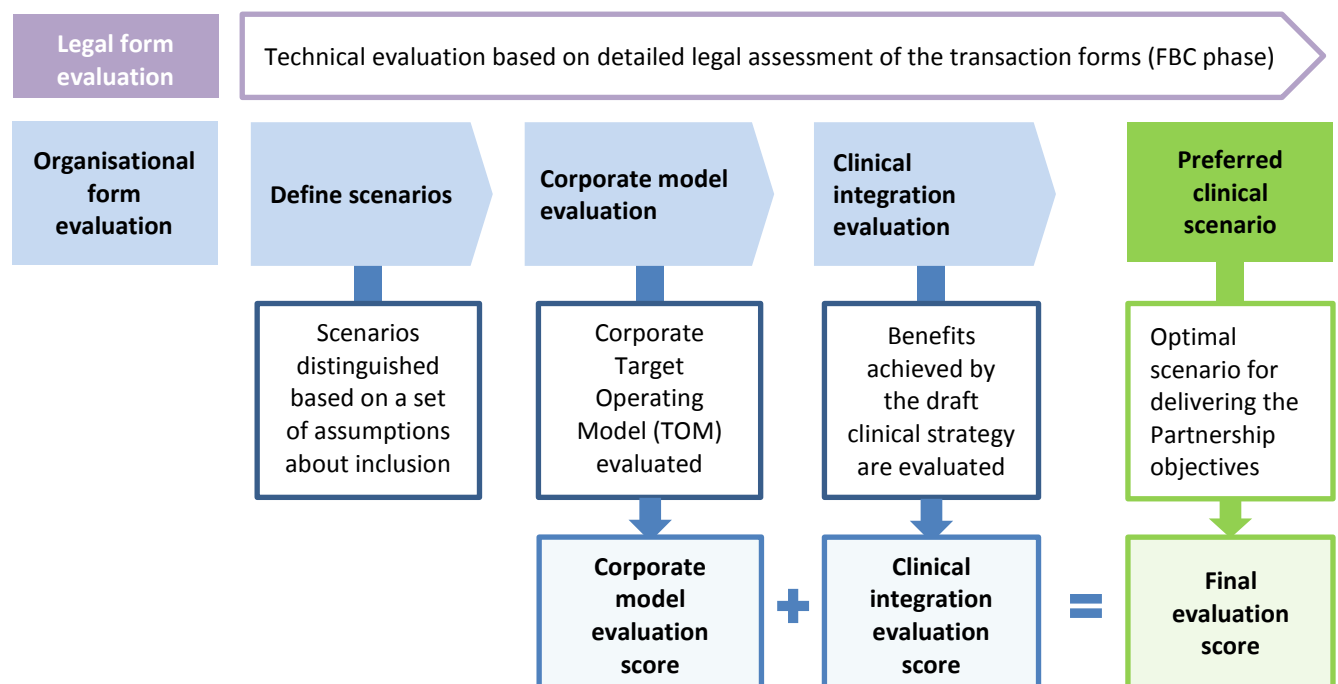 Legal form
evaluation
Technical evaluation based on detailed legal assessment of the transaction forms (FBC phase)
Organisational
form
evaluation
Define scenarios
Corporate model
evaluation
Clinical
integration
evaluation
Preferred
clinical
scenario
Scenarios
distinguished
based on a set
of assumptions
about inclusion
Corporate
Target
Operating
Model (TOM)
evaluated
Benefits
achieved by
the draft
clinical strategy
are evaluated
Optimal
scenario for
delivering the
Partnership
objectives
Corporate
model
evaluation
score
+
Clinical
integration
evaluation
score
=
Final
evaluation
score